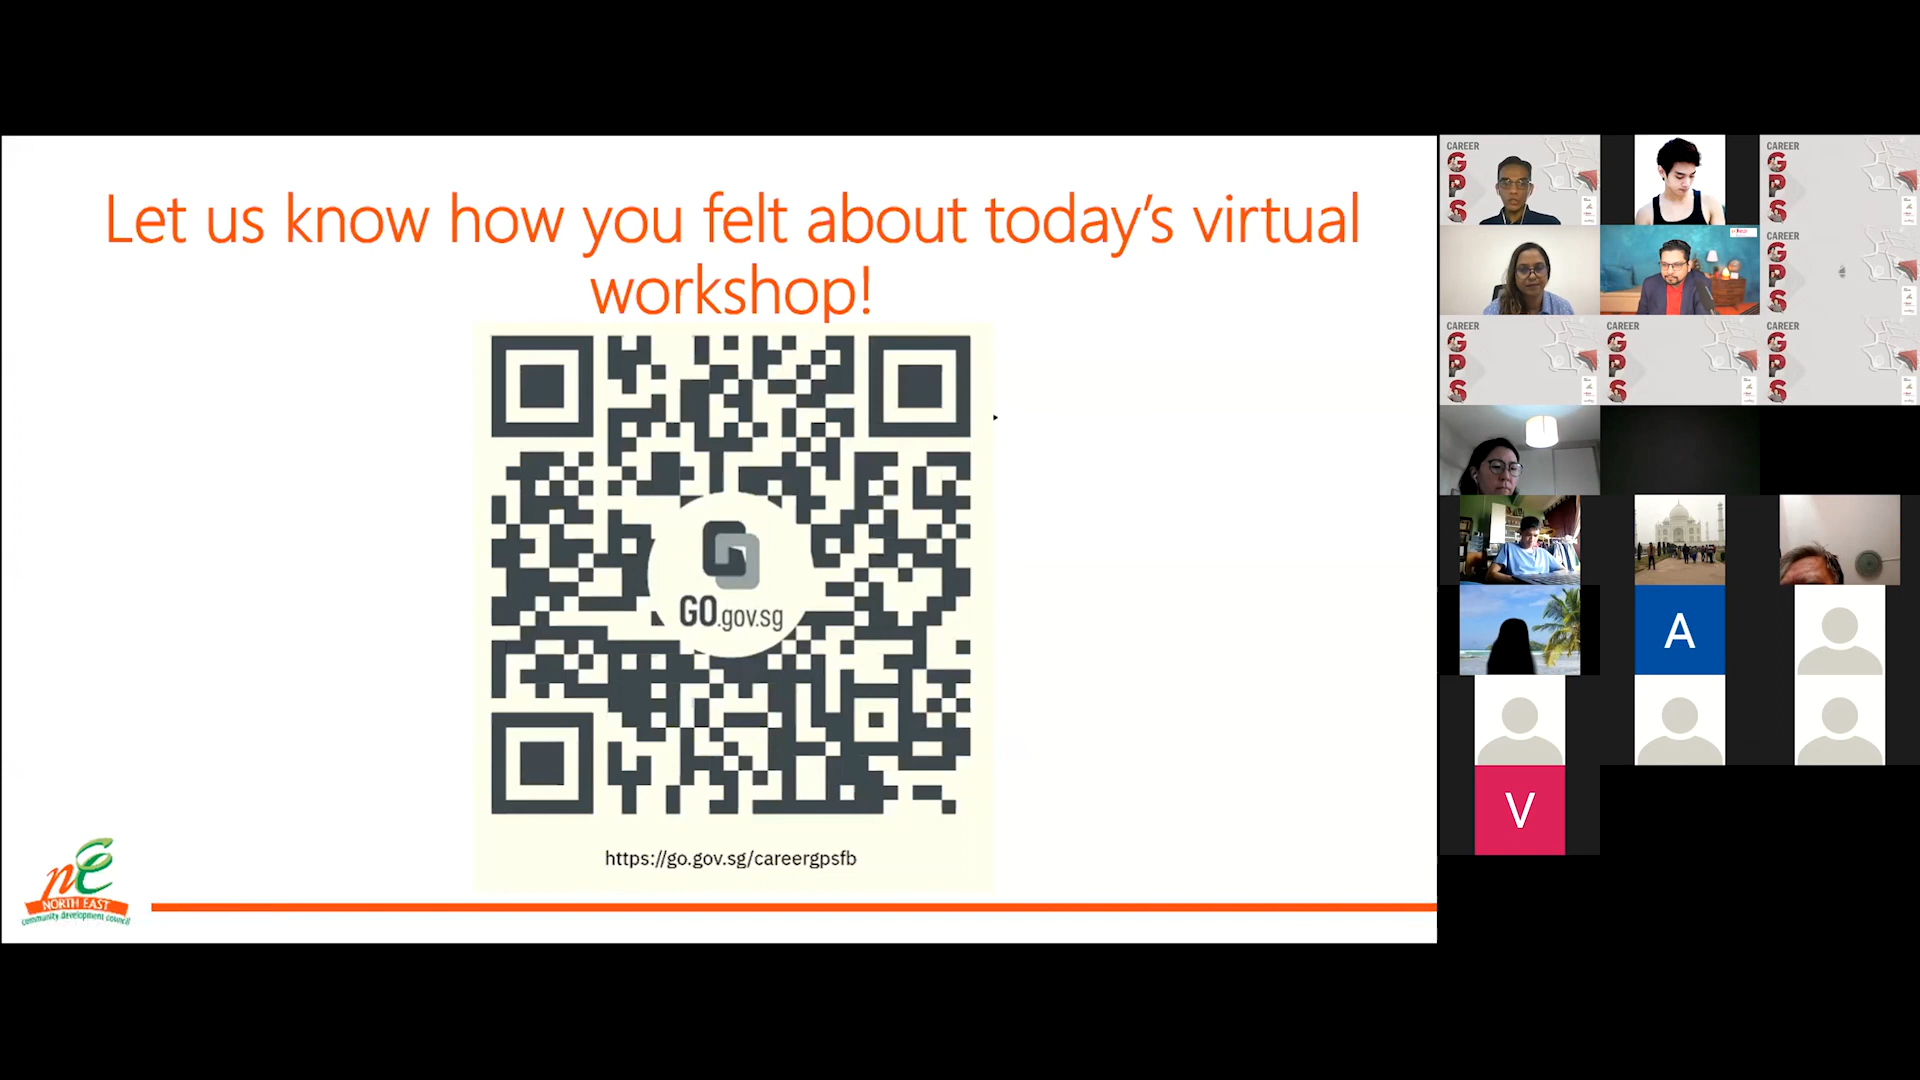 Let us know how you felt about today's virtual
workshop!
GO.gov.sg
https://go.gov.sg/careergpsfb
nE
NORTH EAST
community development council
CAREER
GPS
CAREER
GPS
CAREER
GPS
CAREER
GPS
CAREER
GPS
CAREER
GPS
A
V